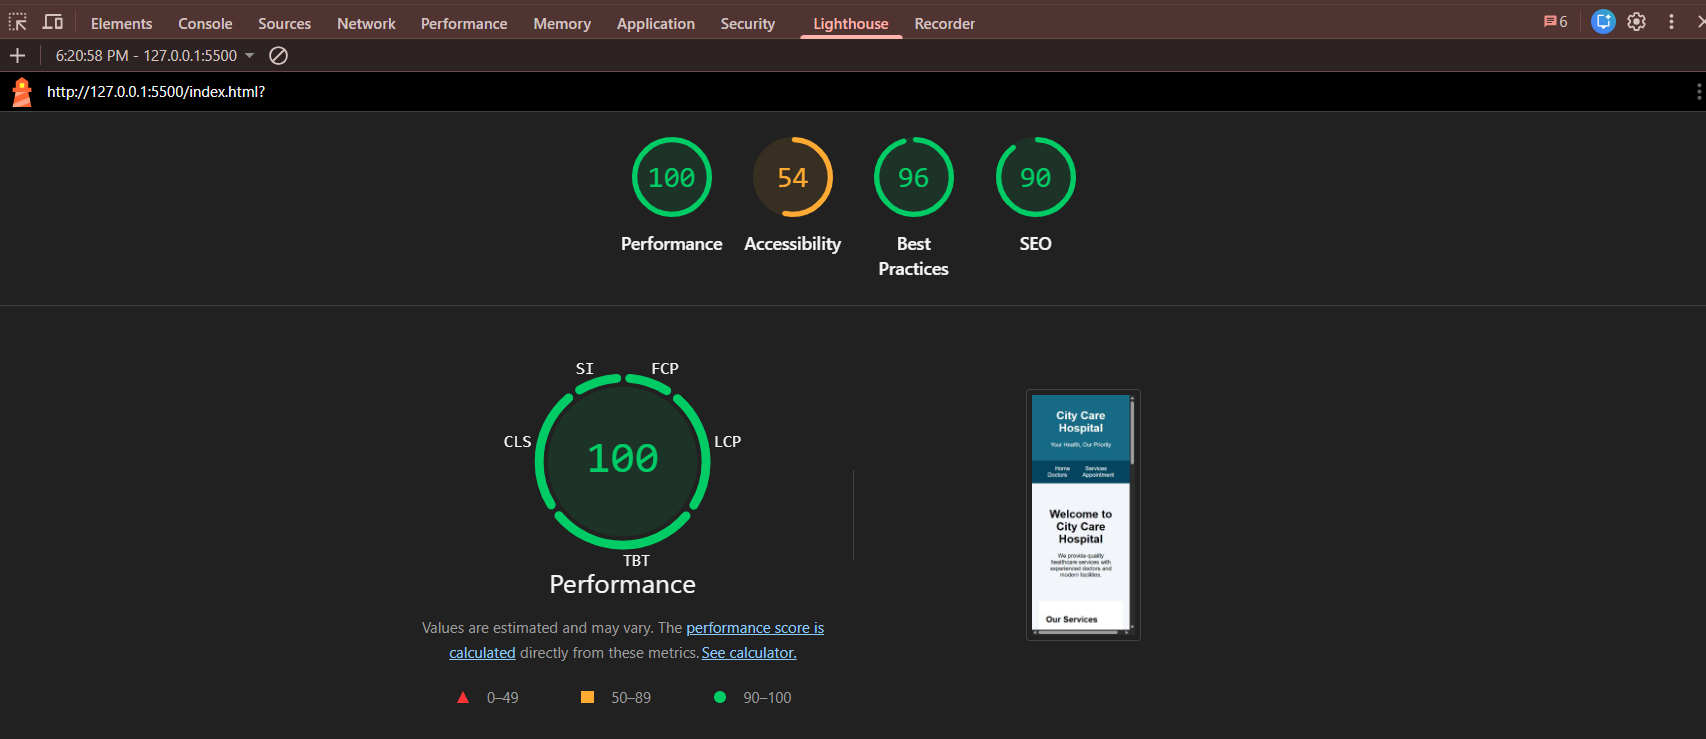 Elements Console Sources Network Performance Memory Application Security Lighthouse Recorder 6
6:20:58 PM - 127.0.0.1:5500
http://127.0.0.1:5500/index.html?
100 54 96 90
Performance Accessibility Best Practices SEO
SI FCP
CLS LCP
100
TBT
Performance
Values are estimated and may vary. The performance score is
calculated directly from these metrics. See calculator.
0–49 50–89 90–100
City Care
Hospital
Your Health, Our Priority
Home Services
Doctors Appointment
Welcome to
City Care
Hospital
We provide quality
healthcare services with
experienced doctors and
modern facilities.
Our Services